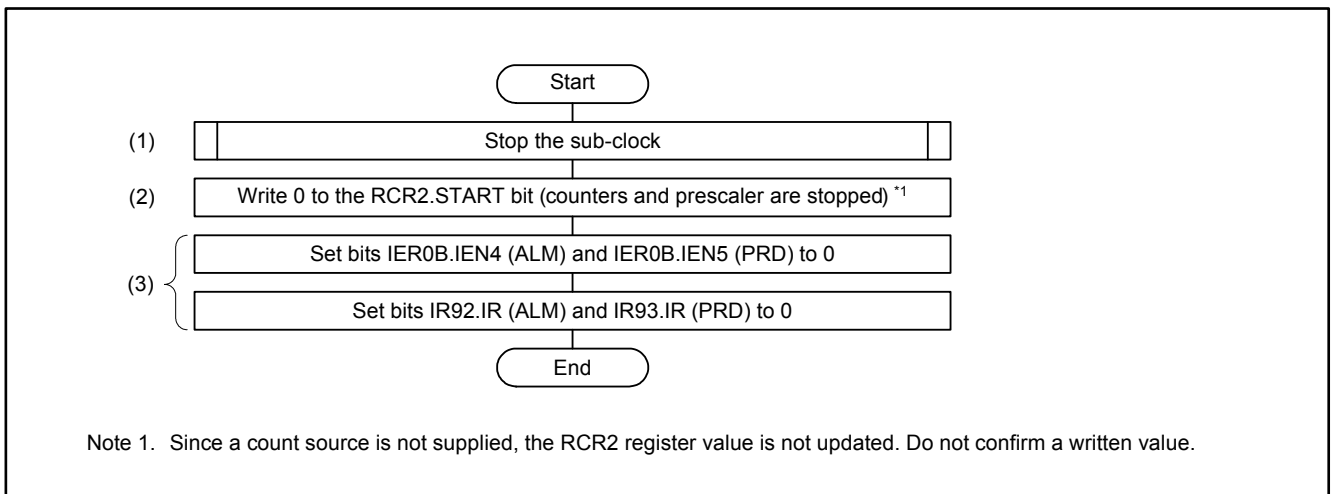 Start
(1) Stop the sub-clock
(2) Write 0 to the RCR2.START bit (counters and prescaler are stopped) *1
Set bits IER0B.IEN4 (ALM) and IER0B.IEN5 (PRD) to 0
(3)
Set bits IR92.IR (ALM) and IR93.IR (PRD) to 0
End
Note 1. Since a count source is not supplied, the RCR2 register value is not updated. Do not confirm a written value.